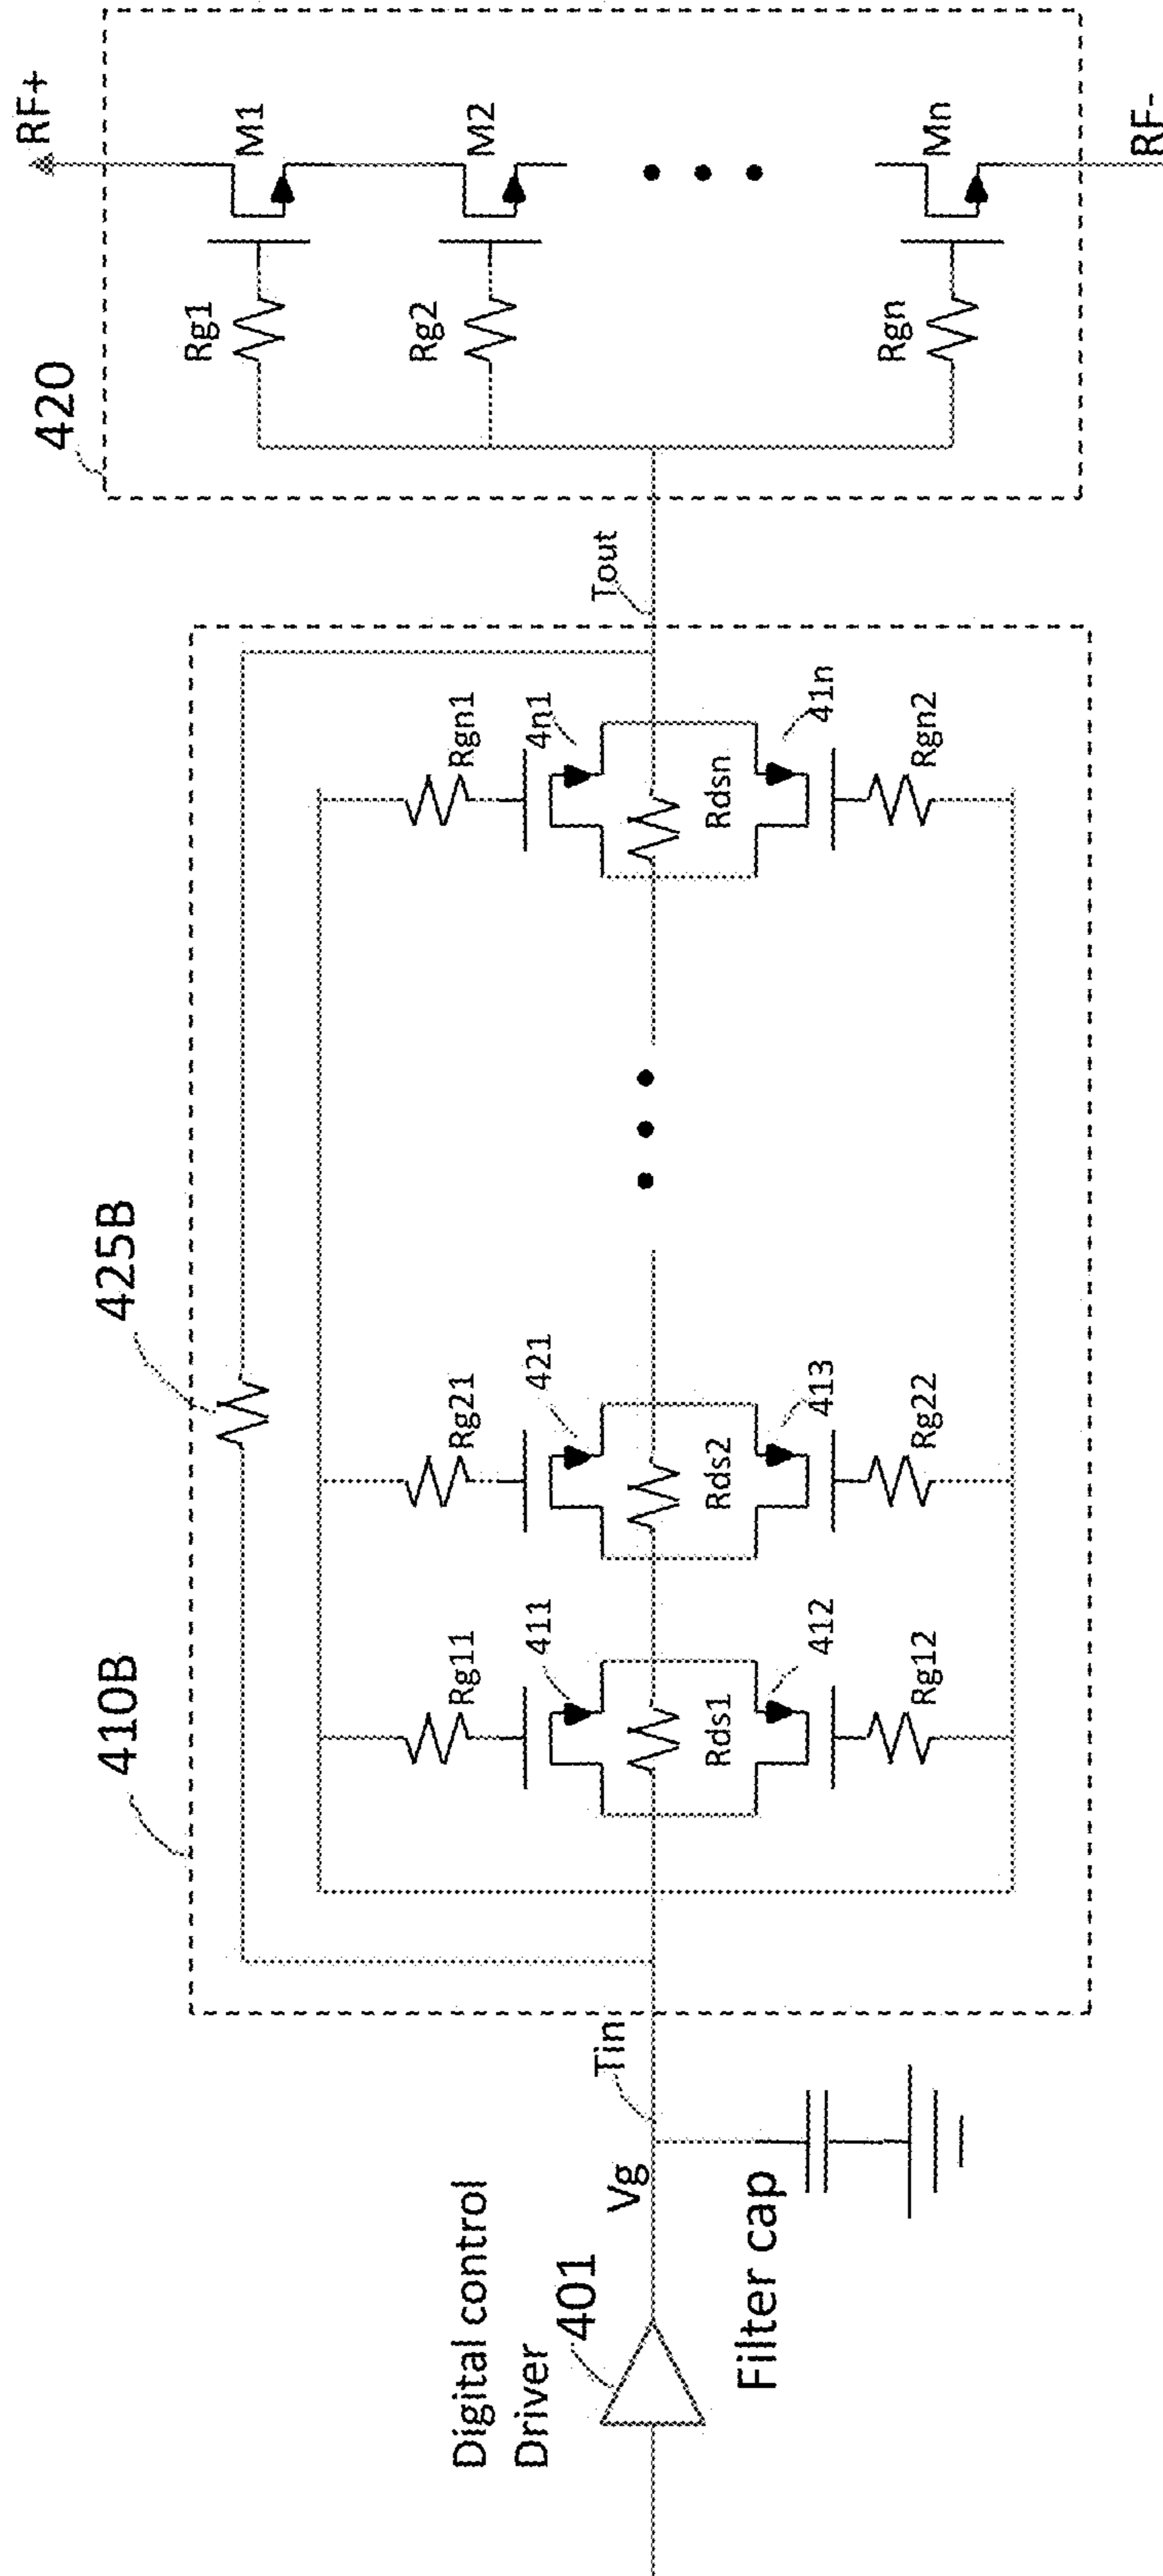 Digital control
Driver
401
Vg
Tin
Filter cap
410B
425B
Rg11
411
Rds1
412
Rg12
Rg21
421
Rds2
413
Rg22
Rgn1
4n1
Rdsn
41n
Rgn2
Tout
420
Rg1
Rg2
Rgn
M1
M2
Mn
RF+
RF-